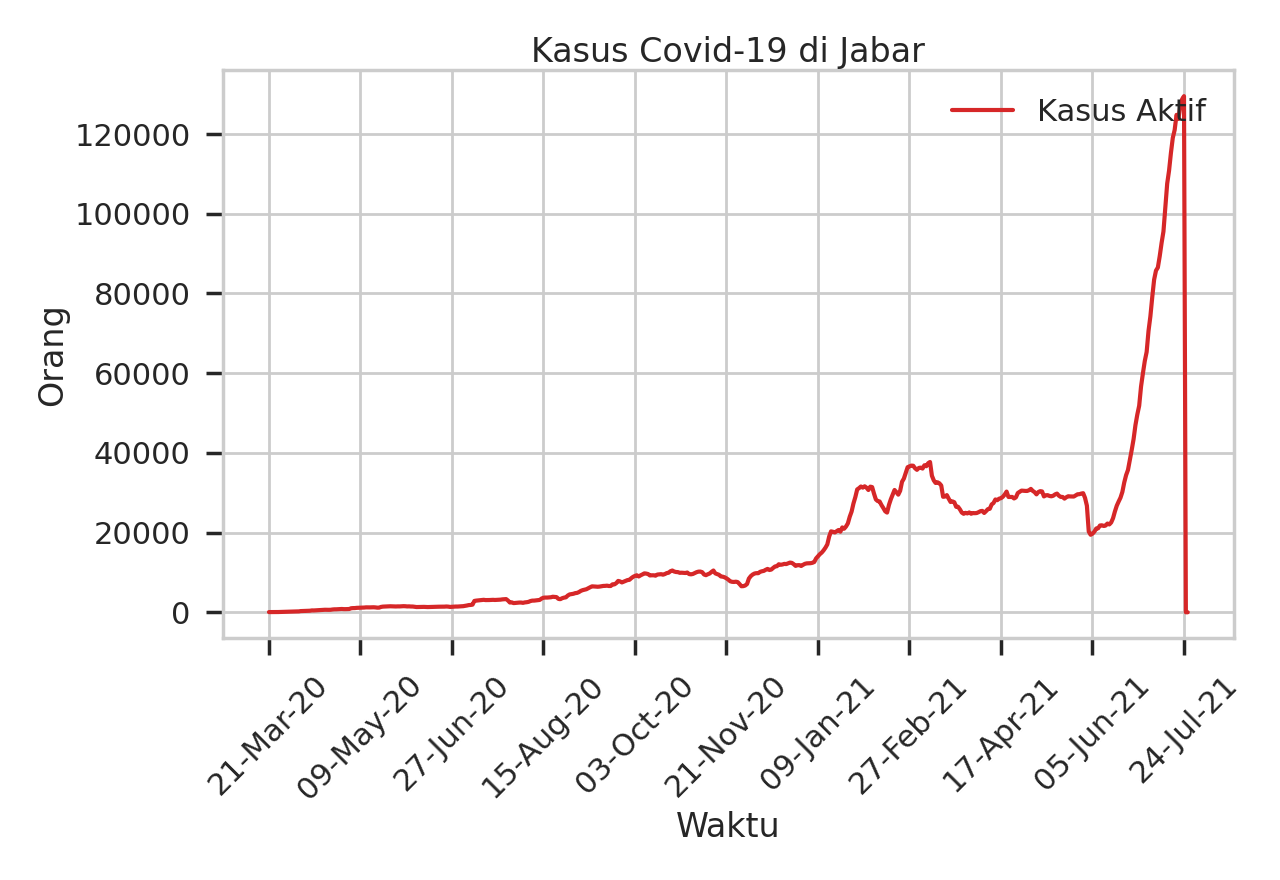 Kasus Covid-19 di Jabar
Kasus Aktif
120000
100000
80000
60000
40000
20000
0
Orang
21-Mar-20
09-May-20
27-Jun-20
15-Aug-20
03-Oct-20
21-Nov-20
09-Jan-21
27-Feb-21
17-Apr-21
05-Jun-21
24-Jul-21
Waktu